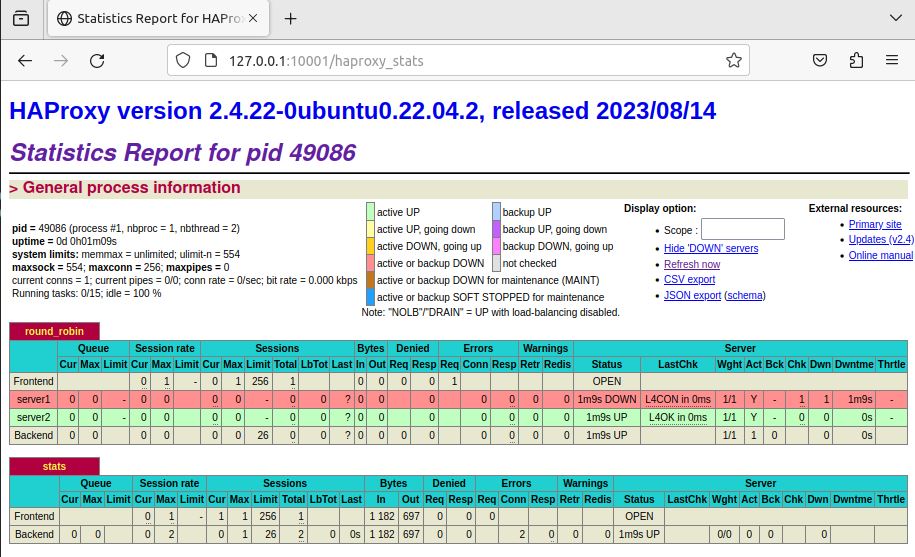 Statistics Report for HAPro
127.0.0.1:10001/haproxy_stats
HAProxy version 2.4.22-0ubuntu0.22.04.2, released 2023/08/14
Statistics Report for pid 49086
> General process information
pid = 49086 (process #1, nbproc = 1, nbthread = 2)
uptime = 0d 0h01m09s
system limits: memmax = unlimited; ulimit-n = 554
maxsock = 554; maxconn = 256; maxpipes = 0
current conns = 1; current pipes = 0/0; conn rate = 0/sec; bit rate = 0.000 kbps
Running tasks: 0/15; idle = 100 %
active UP
backup UP
active UP, going down
backup UP, going down
active DOWN, going up
backup DOWN, going up
active or backup DOWN
not checked
active or backup DOWN for maintenance (MAINT)
active or backup SOFT STOPPED for maintenance
Note: "NOLB"/"DRAIN" = UP with load-balancing disabled.
Display option:
• Scope :
• Hide 'DOWN' servers
• Refresh now
• CSV export
• JSON export (schema)
External resources:
• Primary site
• Updates (v2.4)
• Online manual
round_robin
Queue Session rate Sessions Bytes Denied Errors Warnings Server
Cur Max Limit Cur Max Limit Cur Max Limit Total LbTot Last In Out Req Resp Req Conn Resp Retr Redis Status LastChk Wght Act Bck Chk Dwn Dwntme Thrtle
Frontend 0 1 - 0 1 256 1 0 0 0 0 1 OPEN
server1 0 0 - 0 0 0 0 - 0 0 ? 0 0 0 0 0 0 0 1m9s DOWN L4CON in 0ms 1/1 Y - 1 1 1m9s -
server2 0 0 - 0 0 0 0 - 0 0 ? 0 0 0 0 0 0 0 1m9s UP L4OK in 0ms 1/1 Y - 0 0 0s -
Backend 0 0 0 0 0 0 26 0 0 ? 0 0 0 0 0 0 0 0 1m9s UP 1/1 1 0 0 0s
stats
Queue Session rate Sessions Bytes Denied Errors Warnings Server
Cur Max Limit Cur Max Limit Cur Max Limit Total LbTot Last In Out Req Resp Req Conn Resp Retr Redis Status LastChk Wght Act Bck Chk Dwn Dwntme Thrtle
Frontend 0 1 - 1 1 256 1 1 182 697 0 0 0 OPEN
Backend 0 0 0 2 0 1 26 2 0 0s 1 182 697 0 0 2 0 0 0 1m9s UP 0/0 0 0 0